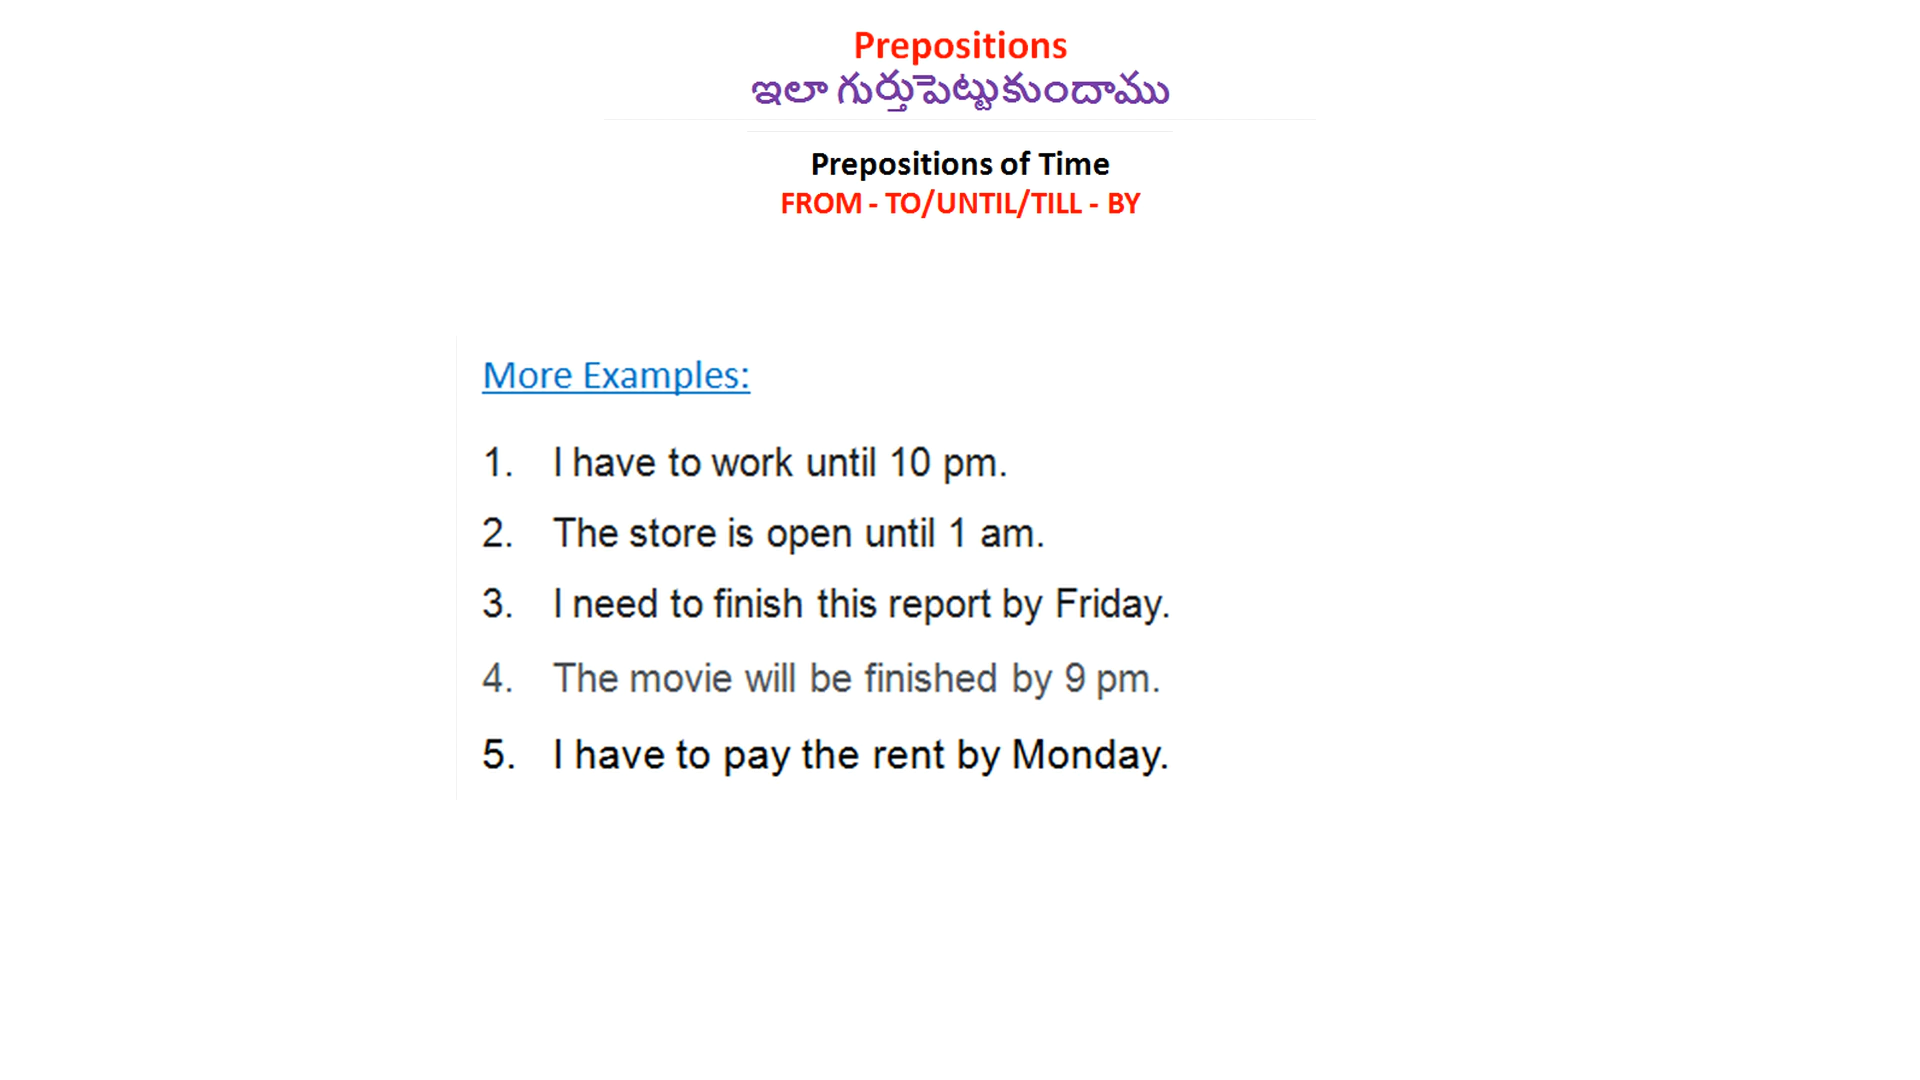 Prepositions
ఇలా గుర్తుపెట్టుకుందాము
Prepositions of Time
FROM - TO/UNTIL/TILL - BY
More Examples:
1. I have to work until 10 pm.
2. The store is open until 1 am.
3. I need to finish this report by Friday.
4. The movie will be finished by 9 pm.
5. I have to pay the rent by Monday.